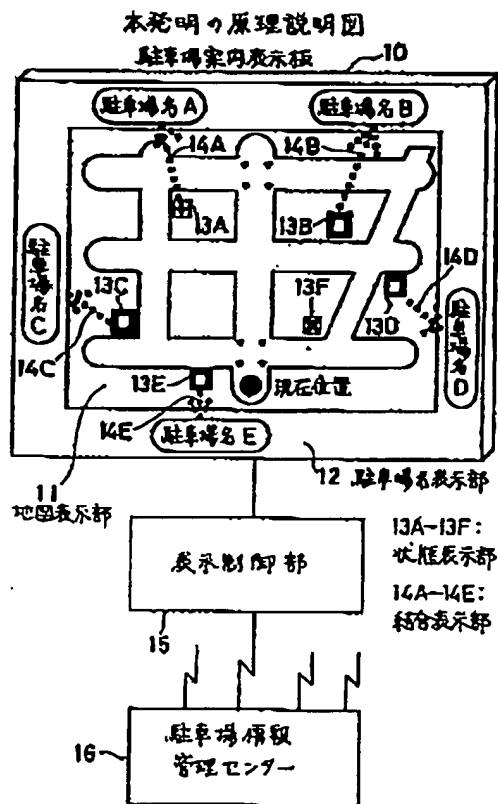 本発明の原理説明図
駐車場案内表示板
10
駐車場名A
駐車場名B
14A
14B
13A
13B
駐車場名C
13C
13F
14D
13D
駐車場名D
14C
13E
現在位置
14E
駐車場名E
11
地図表示部
12 駐車場名表示部
13A-13F:
状態表示部
14A-14E:
結合表示部
表示制御部
15
駐車場情報
管理センター
16